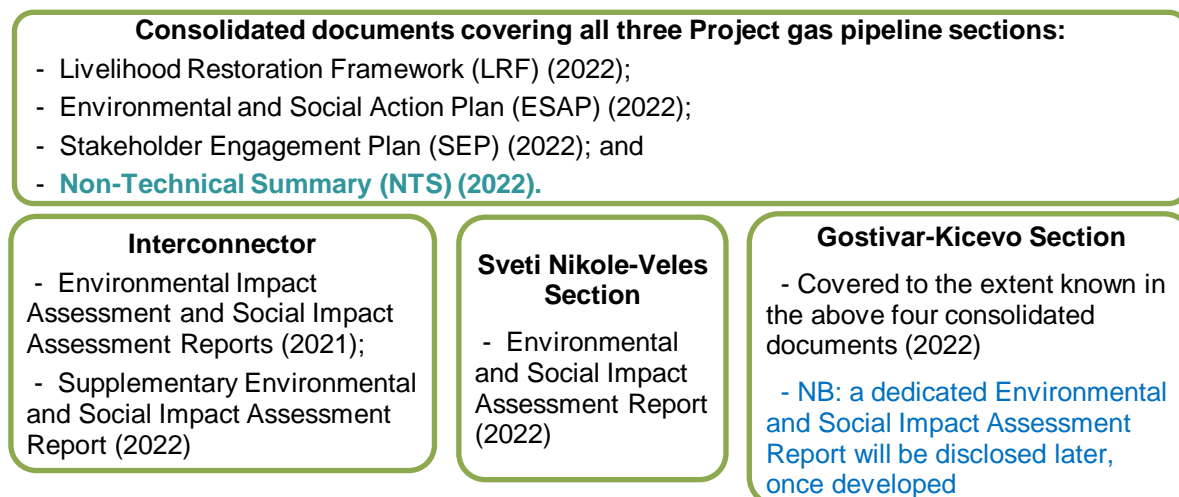 Consolidated documents covering all three Project gas pipeline sections:
- Livelihood Restoration Framework (LRF) (2022);
- Environmental and Social Action Plan (ESAP) (2022);
- Stakeholder Engagement Plan (SEP) (2022); and
- Non-Technical Summary (NTS) (2022).
Interconnector
- Environmental Impact
Assessment and Social Impact
Assessment Reports (2021);
- Supplementary Environmental
and Social Impact Assessment
Report (2022)
Sveti Nikole-Veles
Section
- Environmental
and Social Impact
Assessment Report
(2022)
Gostivar-Kicevo Section
- Covered to the extent known in
the above four consolidated
documents (2022)
- NB: a dedicated Environmental
and Social Impact Assessment
Report will be disclosed later,
once developed